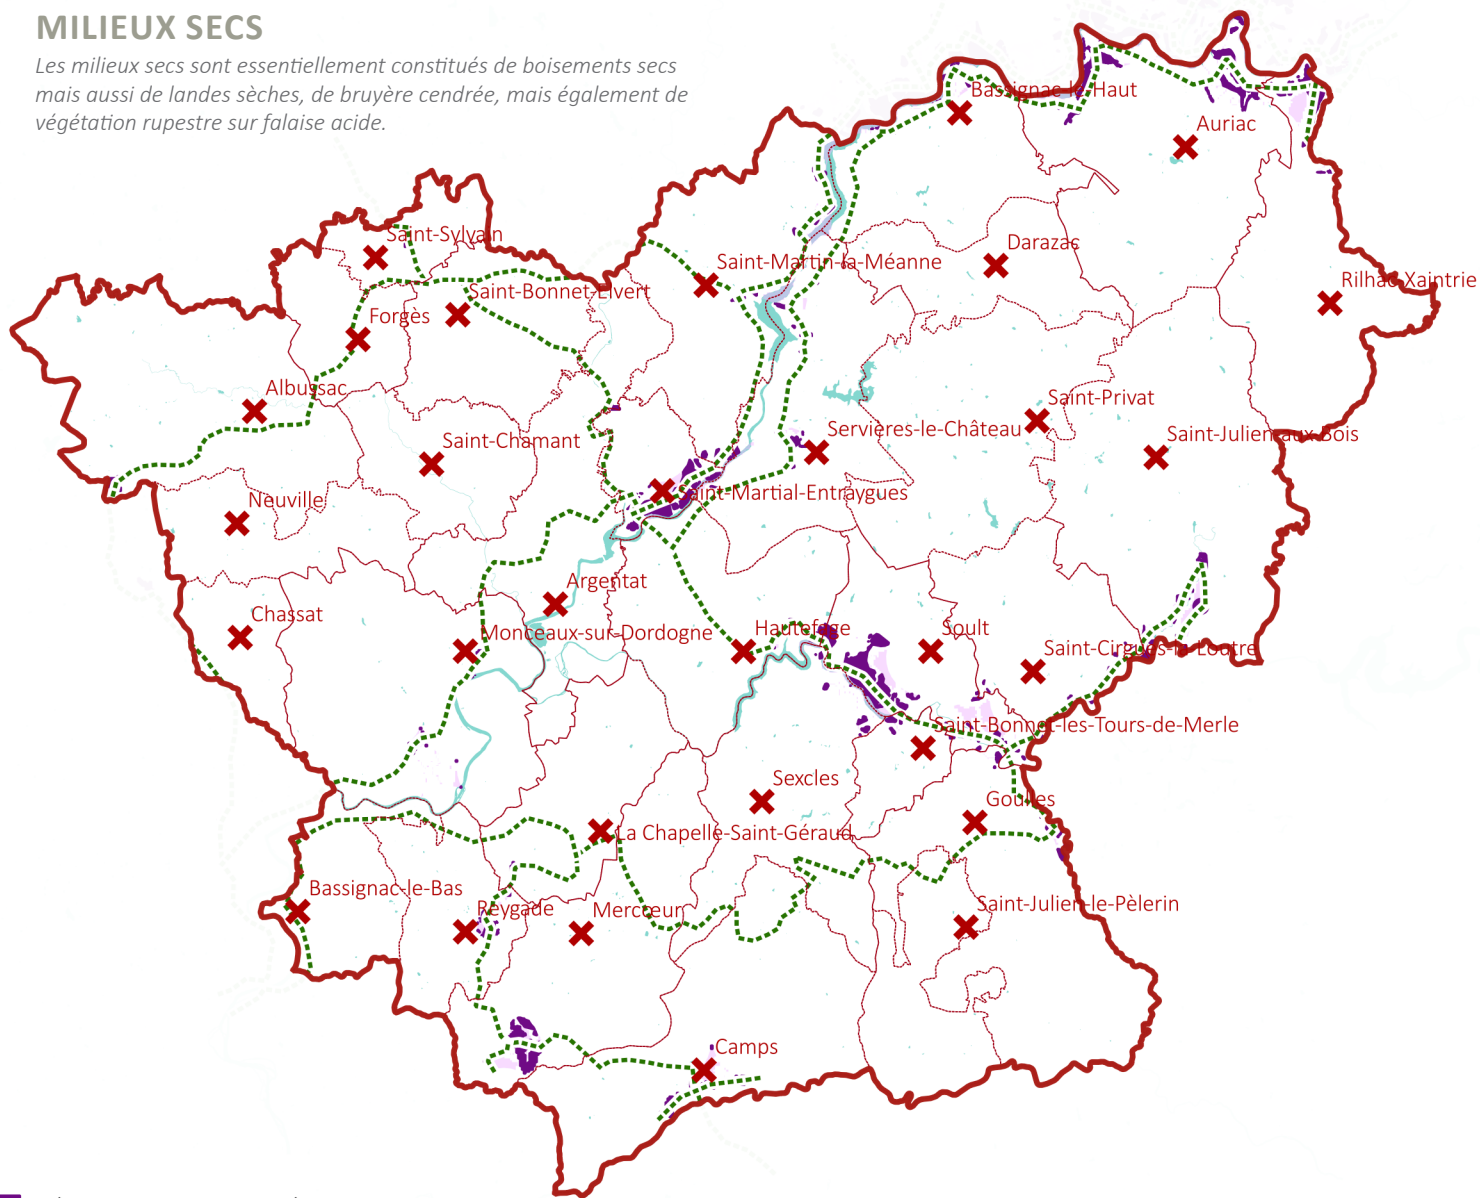 MILIEUX SECS
Les milieux secs sont essentiellement constitués de boisements secs
mais aussi de landes sèches, de bruyère cendrée, mais également de
végétation rupestre sur falaise acide.
Bassignac-le-Haut
Auriac
Saint-Sylvain
Darazac
Saint-Martin-la-Méanne
Rilhac-Xaintrie
Saint-Bonnet-Elvert
Forgès
Albussac
Saint-Privat
Servières-le-Château
Saint-Julien-aux-Bois
Saint-Chamant
Saint-Martial-Entraygues
Neuville
Argentat
Chassat
Monceaux-sur-Dordogne
Hautefage
Soult
Saint-Cirgues-la-Loutre
Saint-Bonnet-les-Tours-de-Merle
Sexcles
Goulles
La Chapelle-Saint-Géraud
Bassignac-le-Bas
Reygade
Mercœur
Saint-Julien-le-Pèlerin
Camps